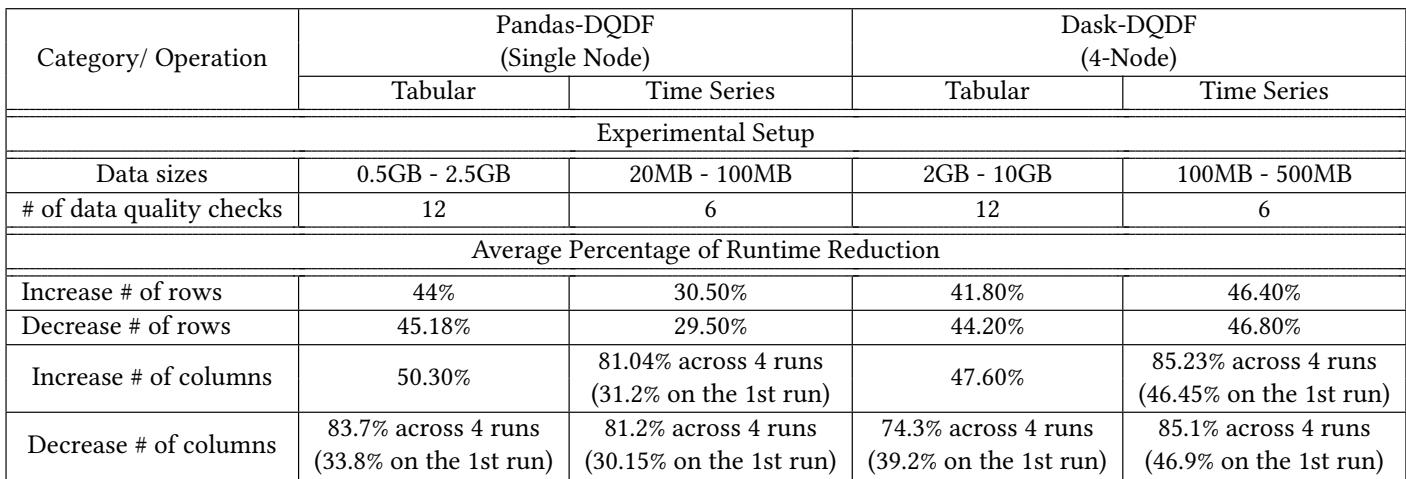 Category/ Operation
Pandas-DQDF
(Single Node)
Dask-DQDF
(4-Node)
Tabular
Time Series
Tabular
Time Series
Experimental Setup
Data sizes
0.5GB - 2.5GB
20MB - 100MB
2GB - 10GB
100MB - 500MB
# of data quality checks
12
6
12
6
Average Percentage of Runtime Reduction
Increase # of rows
44%
30.50%
41.80%
46.40%
Decrease # of rows
45.18%
29.50%
44.20%
46.80%
Increase # of columns
50.30%
81.04% across 4 runs
(31.2% on the 1st run)
47.60%
85.23% across 4 runs
(46.45% on the 1st run)
Decrease # of columns
83.7% across 4 runs
(33.8% on the 1st run)
81.2% across 4 runs
(30.15% on the 1st run)
74.3% across 4 runs
(39.2% on the 1st run)
85.1% across 4 runs
(46.9% on the 1st run)